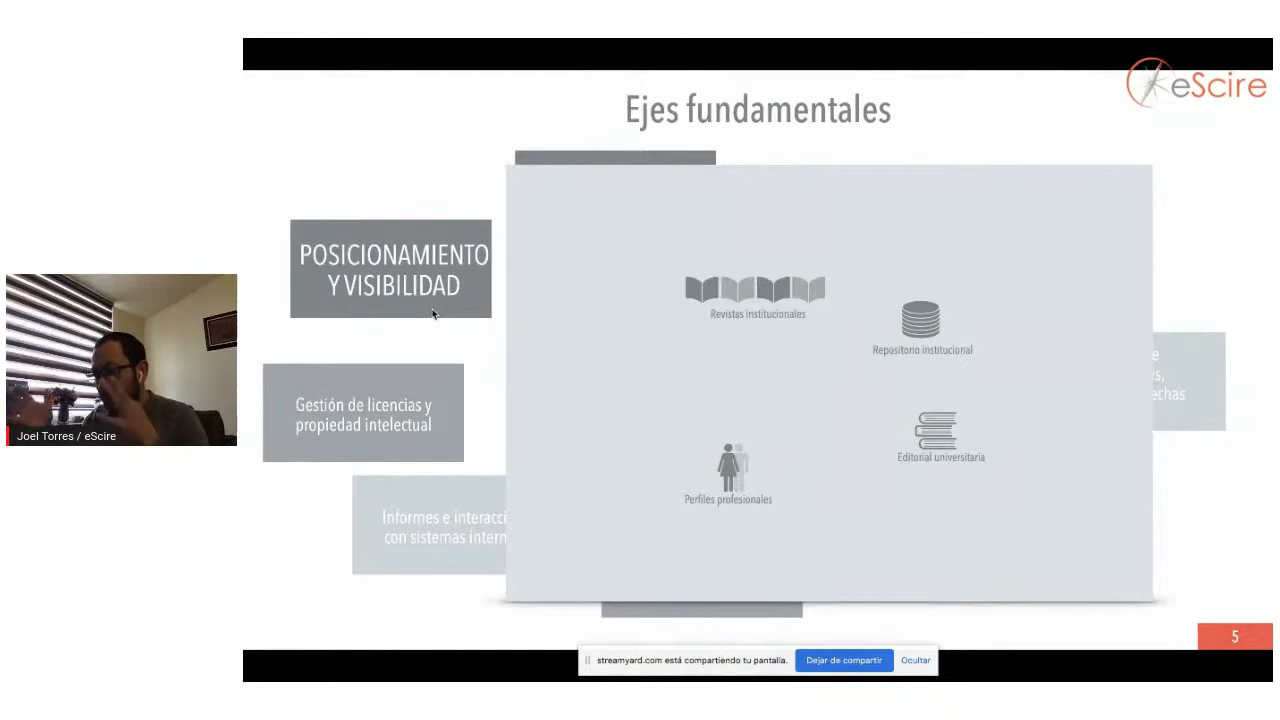 Ejes fundamentales
eScire
POSICIONAMIENTO
Y VISIBILIDAD
Revistas institucionales
Repositorio institucional
Gestión de licencias y
propiedad intelectual
Editorial universitaria
Perfiles profesionales
Informes e interacci
con sistemas intern
e
s,
echas
Joel Torres / eScire
5
streamyard.com está compartiendo tu pantalla.
Dejar de compartir
Ocultar